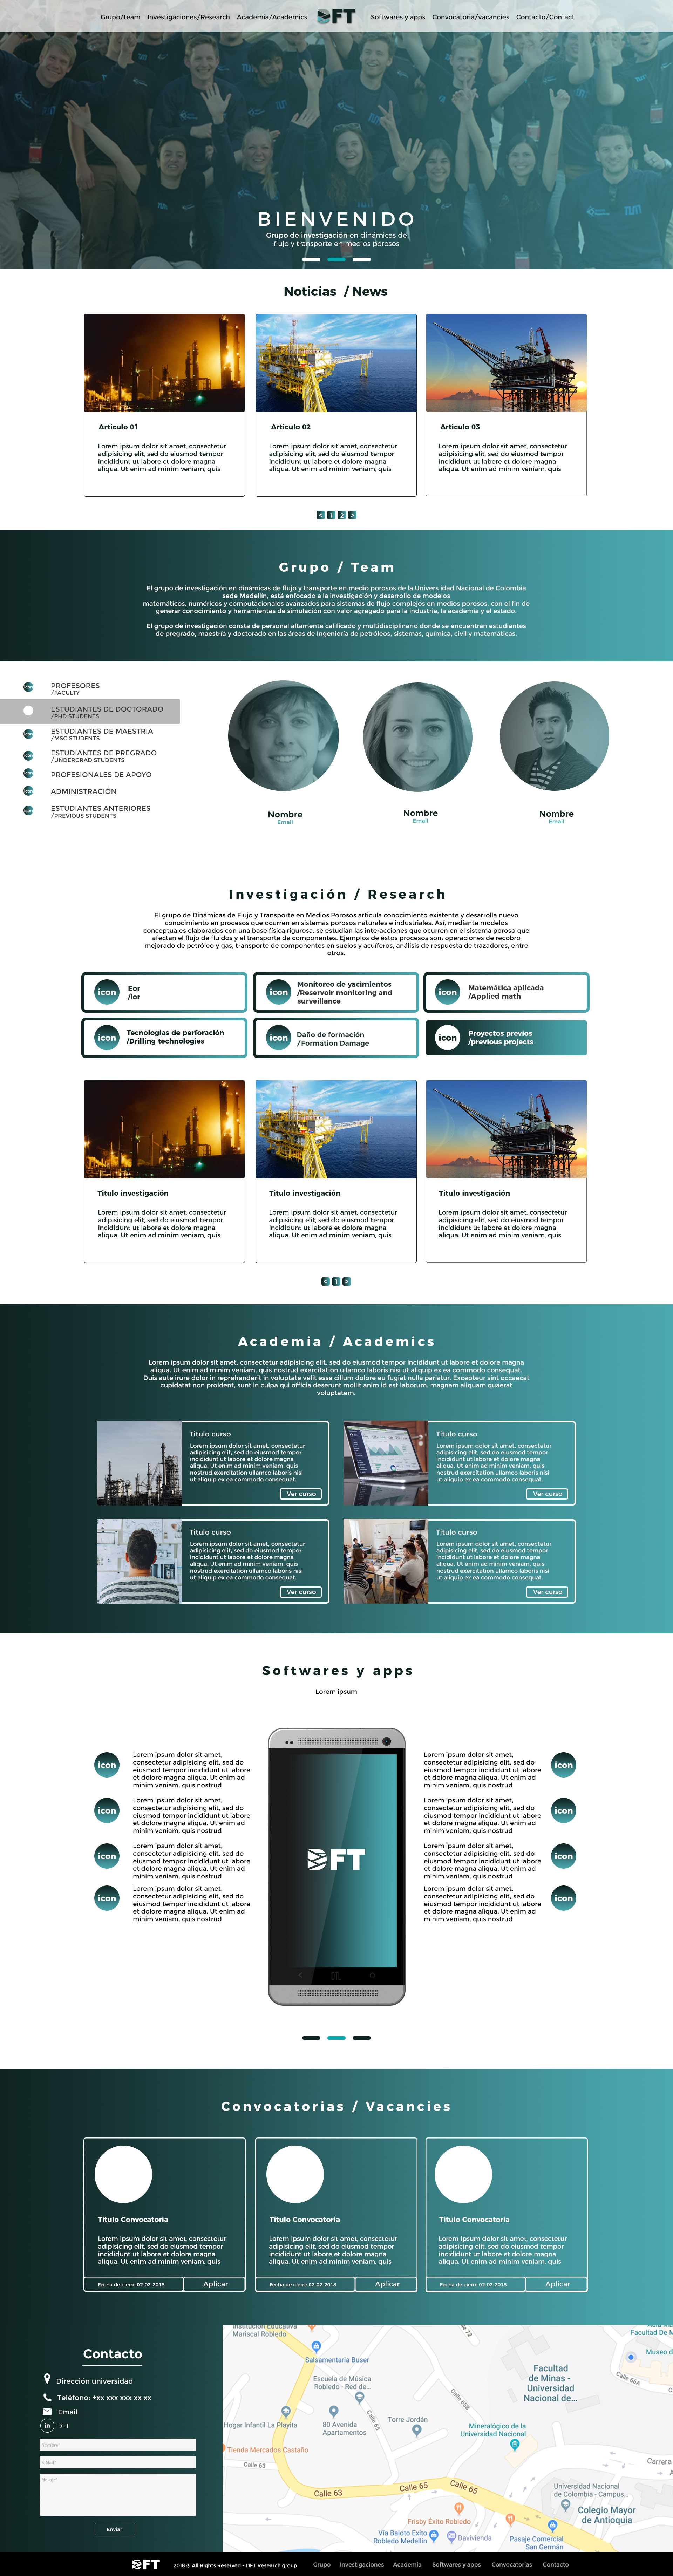 Grupo/team Investigaciones/Research Academia/Academics DFT Softwares y apps Convocatoria/vacancies Contacto/Contact
BIENVENIDO
Grupo de investigación en dinámicas de
flujo y transporte en medios porosos
Noticias / News
Articulo 01
Lorem ipsum dolor sit amet, consectetur
adipisicing elit, sed do eiusmod tempor
incididunt ut labore et dolore magna
aliqua. Ut enim ad minim veniam, quis
Articulo 02
Lorem ipsum dolor sit amet, consectetur
adipisicing elit, sed do eiusmod tempor
incididunt ut labore et dolore magna
aliqua. Ut enim ad minim veniam, quis
Articulo 03
Lorem ipsum dolor sit amet, consectetur
adipisicing elit, sed do eiusmod tempor
incididunt ut labore et dolore magna
aliqua. Ut enim ad minim veniam, quis
< 1 2 >
Grupo / Team
El grupo de investigación en dinámicas de flujo y transporte en medio porosos de la Univers idad Nacional de Colombia
sede Medellín, está enfocado a la investigación y desarrollo de modelos
matemáticos, numéricos y computacionales avanzados para sistemas de flujo complejos en medios porosos, con el fin de
generar conocimiento y herramientas de simulación con valor agregado para la industria, la academia y el estado.
El grupo de investigación consta de personal altamente calificado y multidisciplinario donde se encuentran estudiantes
de pregrado, maestría y doctorado en las áreas de Ingeniería de petróleos, sistemas, química, civil y matemáticas.
PROFESORES
/FACULTY
ESTUDIANTES DE DOCTORADO
/PHD STUDENTS
ESTUDIANTES DE MAESTRIA
/MSC STUDENTS
ESTUDIANTES DE PREGRADO
/UNDERGRAD STUDENTS
PROFESIONALES DE APOYO
ADMINISTRACIÓN
ESTUDIANTES ANTERIORES
/PREVIOUS STUDENTS
Nombre
Email
Nombre
Email
Nombre
Email
Investigación / Research
El grupo de Dinámicas de Flujo y Transporte en Medios Porosos articula conocimiento existente y desarrolla nuevo
conocimiento en procesos que ocurren en sistemas porosos naturales e industriales. Así, mediante modelos
conceptuales elaborados con una base física rigurosa, se estudian las interacciones que ocurren en el sistema poroso que
afectan el flujo de fluidos y el transporte de componentes. Ejemplos de éstos procesos son: operaciones de recobro
mejorado de petróleo y gas, transporte de componentes en suelos y acuíferos, análisis de respuesta de trazadores, entre
otros.
icon
Eor
/Ior
icon
Monitoreo de yacimientos
/Reservoir monitoring and
surveillance
icon
Matemática aplicada
/Applied math
icon
Tecnologías de perforación
/Drilling technologies
icon
Daño de formación
/Formation Damage
icon
Proyectos previos
/previous projects
Titulo investigación
Lorem ipsum dolor sit amet, consectetur
adipisicing elit, sed do eiusmod tempor
incididunt ut labore et dolore magna
aliqua. Ut enim ad minim veniam, quis
Titulo investigación
Lorem ipsum dolor sit amet, consectetur
adipisicing elit, sed do eiusmod tempor
incididunt ut labore et dolore magna
aliqua. Ut enim ad minim veniam, quis
Titulo investigación
Lorem ipsum dolor sit amet, consectetur
adipisicing elit, sed do eiusmod tempor
incididunt ut labore et dolore magna
aliqua. Ut enim ad minim veniam, quis
< 1 >
Academia / Academics
Lorem ipsum dolor sit amet, consectetur adipisicing elit, sed do eiusmod tempor incididunt ut labore et dolore magna
aliqua. Ut enim ad minim veniam, quis nostrud exercitation ullamco laboris nisi ut aliquip ex ea commodo consequat.
Duis aute irure dolor in reprehenderit in voluptate velit esse cillum dolore eu fugiat nulla pariatur. Excepteur sint occaecat
cupidatat non proident, sunt in culpa qui officia deserunt mollit anim id est laborum. magnam aliquam quaerat
voluptatem.
Titulo curso
Lorem ipsum dolor sit amet, consectetur
adipisicing elit, sed do eiusmod tempor
incididunt ut labore et dolore magna
aliqua. Ut enim ad minim veniam, quis
nostrud exercitation ullamco laboris nisi
ut aliquip ex ea commodo consequat.
Ver curso
Titulo curso
Lorem ipsum dolor sit amet, consectetur
adipisicing elit, sed do eiusmod tempor
incididunt ut labore et dolore magna
aliqua. Ut enim ad minim veniam, quis
nostrud exercitation ullamco laboris nisi
ut aliquip ex ea commodo consequat.
Ver curso
Titulo curso
Lorem ipsum dolor sit amet, consectetur
adipisicing elit, sed do eiusmod tempor
incididunt ut labore et dolore magna
aliqua. Ut enim ad minim veniam, quis
nostrud exercitation ullamco laboris nisi
ut aliquip ex ea commodo consequat.
Ver curso
Titulo curso
Lorem ipsum dolor sit amet, consectetur
adipisicing elit, sed do eiusmod tempor
incididunt ut labore et dolore magna
aliqua. Ut enim ad minim veniam, quis
nostrud exercitation ullamco laboris nisi
ut aliquip ex ea commodo consequat.
Ver curso
Softwares y apps
Lorem ipsum
icon
Lorem ipsum dolor sit amet,
consectetur adipisicing elit, sed do
eiusmod tempor incididunt ut labore
et dolore magna aliqua. Ut enim ad
minim veniam, quis nostrud
icon
Lorem ipsum dolor sit amet,
consectetur adipisicing elit, sed do
eiusmod tempor incididunt ut labore
et dolore magna aliqua. Ut enim ad
minim veniam, quis nostrud
icon
Lorem ipsum dolor sit amet,
consectetur adipisicing elit, sed do
eiusmod tempor incididunt ut labore
et dolore magna aliqua. Ut enim ad
minim veniam, quis nostrud
icon
Lorem ipsum dolor sit amet,
consectetur adipisicing elit, sed do
eiusmod tempor incididunt ut labore
et dolore magna aliqua. Ut enim ad
minim veniam, quis nostrud
DFT
Lorem ipsum dolor sit amet,
consectetur adipisicing elit, sed do
eiusmod tempor incididunt ut labore
et dolore magna aliqua. Ut enim ad
minim veniam, quis nostrud
icon
Lorem ipsum dolor sit amet,
consectetur adipisicing elit, sed do
eiusmod tempor incididunt ut labore
et dolore magna aliqua. Ut enim ad
minim veniam, quis nostrud
icon
Lorem ipsum dolor sit amet,
consectetur adipisicing elit, sed do
eiusmod tempor incididunt ut labore
et dolore magna aliqua. Ut enim ad
minim veniam, quis nostrud
icon
Lorem ipsum dolor sit amet,
consectetur adipisicing elit, sed do
eiusmod tempor incididunt ut labore
et dolore magna aliqua. Ut enim ad
minim veniam, quis nostrud
icon
Convocatorias / Vacancies
Titulo Convocatoria
Lorem ipsum dolor sit amet, consectetur
adipisicing elit, sed do eiusmod tempor
incididunt ut labore et dolore magna
aliqua. Ut enim ad minim veniam, quis
Fecha de cierre 02-02-2018 Aplicar
Titulo Convocatoria
Lorem ipsum dolor sit amet, consectetur
adipisicing elit, sed do eiusmod tempor
incididunt ut labore et dolore magna
aliqua. Ut enim ad minim veniam, quis
Fecha de cierre 02-02-2018 Aplicar
Titulo Convocatoria
Lorem ipsum dolor sit amet, consectetur
adipisicing elit, sed do eiusmod tempor
incididunt ut labore et dolore magna
aliqua. Ut enim ad minim veniam, quis
Fecha de cierre 02-02-2018 Aplicar
Contacto
Dirección universidad
Teléfono: +xx xxx xxx xx xx
Email
in DFT
Nombre*
E-Mail*
Mesaje*
Enviar
Institución Educativa
Mariscal Robledo
Salsamentaria Buser
Escuela de Música
Robledo - Red de...
Hogar Infantil La Playita
80 Avenida
Apartamentos
Torre Jordán
Tienda Mercados Castaño
Calle 63
Calle 63
Calle 65
Calle 65
Calle 65
Calle 65B
72
Facultad
de Minas -
Universidad
Nacional de...
Mineralógico de la
Universidad Nacional
Facultad De M
Museo d
Calle 66A
Carrera
Universidad Nacional
de Colombia - Campus...
Colegio Mayor
de Antioquia
Frisby Exito Robledo
Vía Baloto Exito
Robledo Medellin
Davivienda
Pasaje Comercial
San Germán
DFT 2018 ® All Rights Reserved - DFT Research group Grupo Investigaciones Academia Softwares y apps Convocatorias Contacto